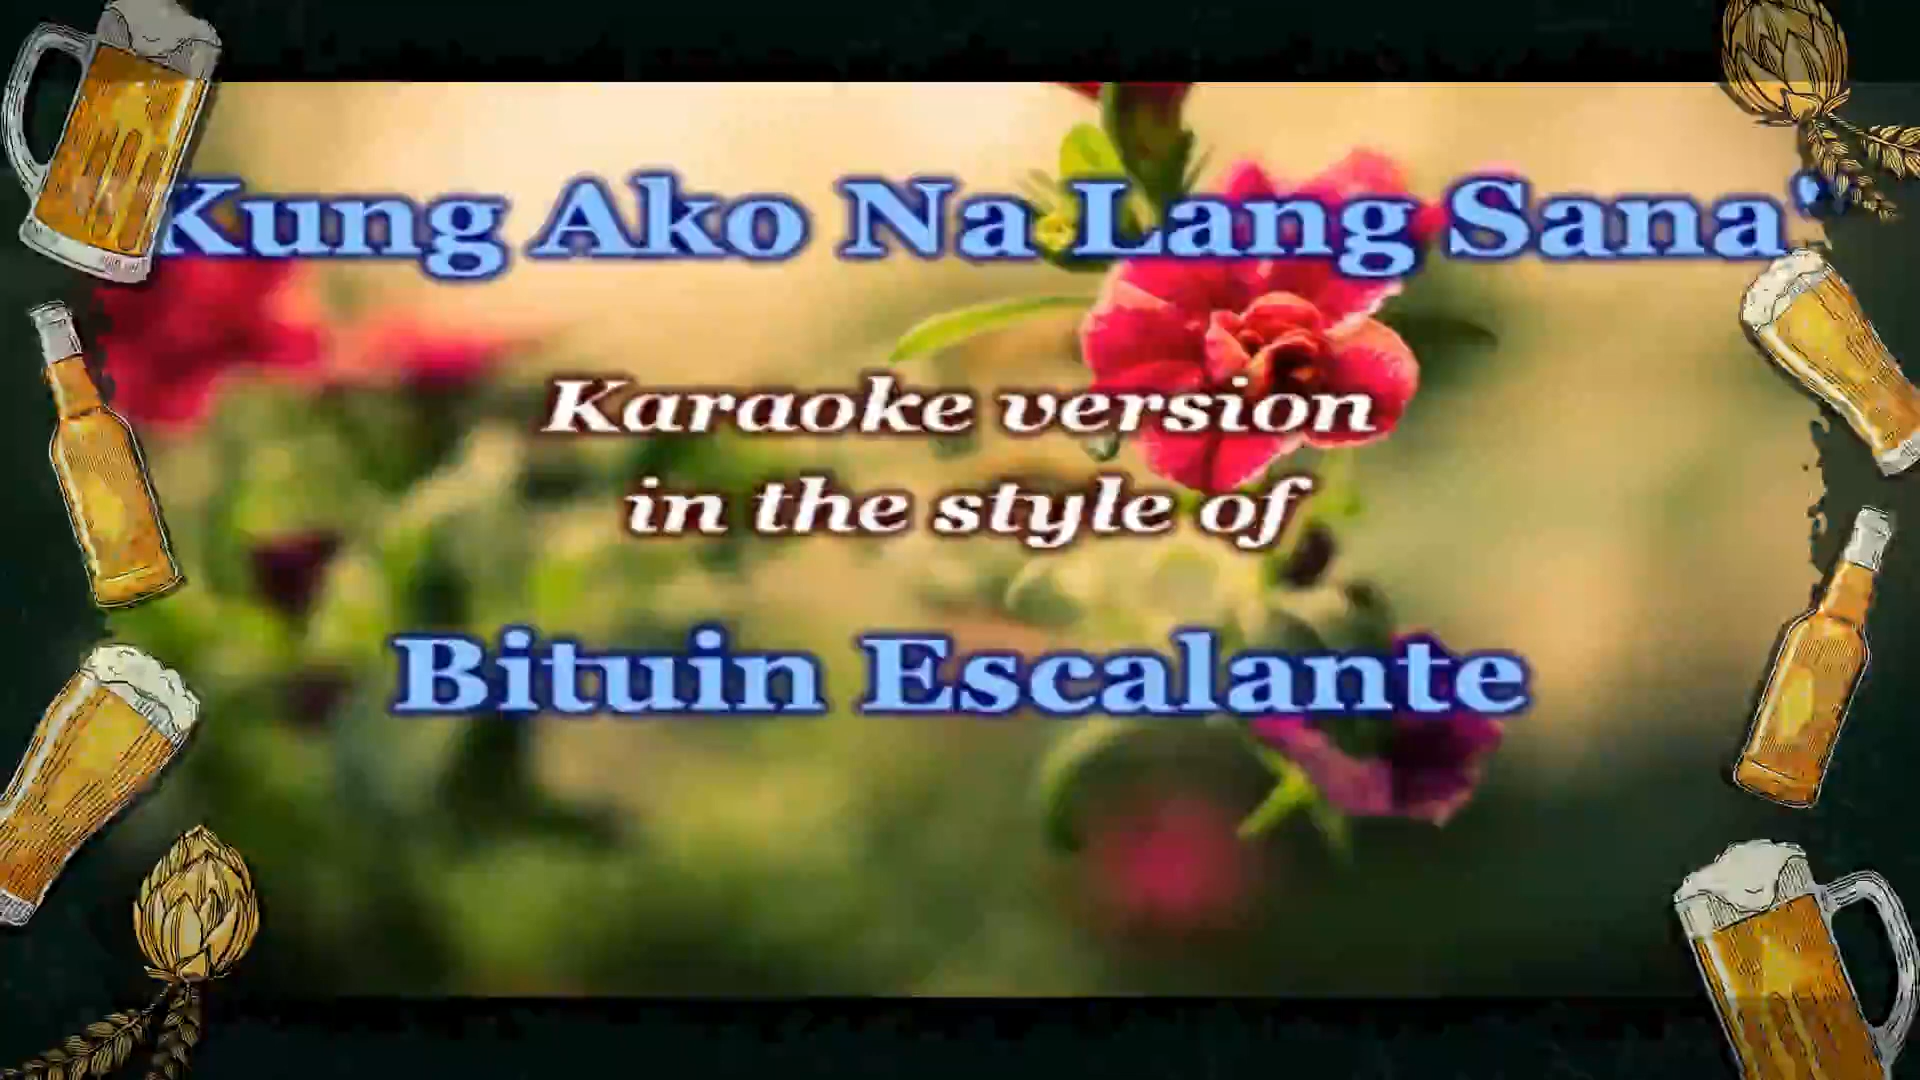 Kung Ako Na Lang Sana"
Karaoke version
in the style of
Bituin Escalante